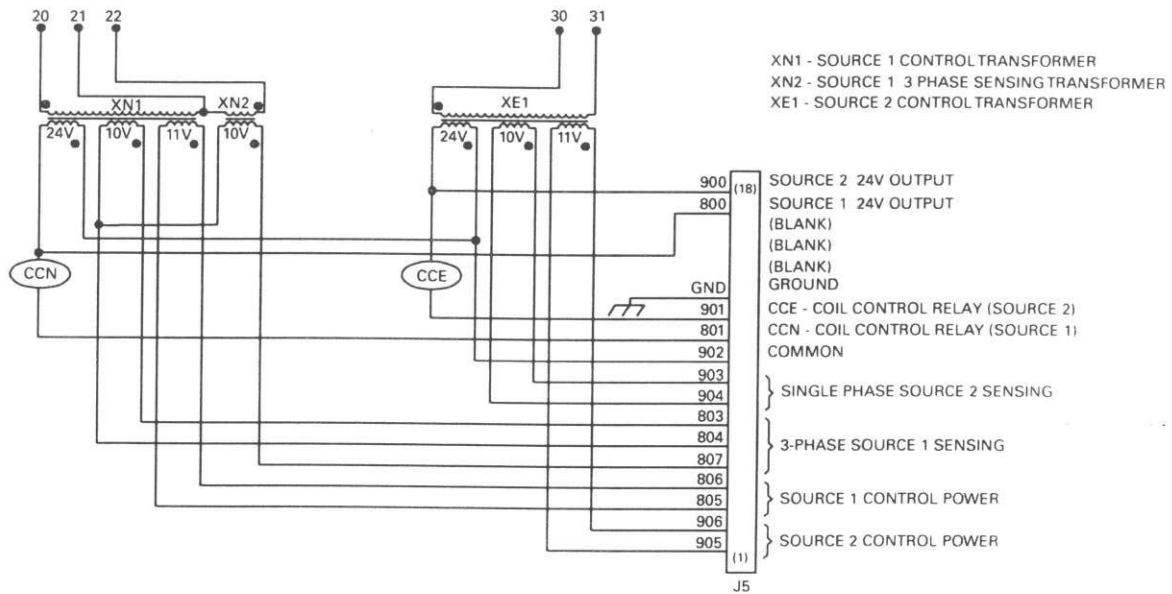 20 21 22 30 31
XN1 - SOURCE 1 CONTROL TRANSFORMER
XN2 - SOURCE 1 3 PHASE SENSING TRANSFORMER
XE1 - SOURCE 2 CONTROL TRANSFORMER
XN1 XN2 XE1
24V 10V 11V 10V 24V 10V 11V
900 (18) SOURCE 2 24V OUTPUT
800 SOURCE 1 24V OUTPUT
(BLANK)
(BLANK)
(BLANK)
CCN CCE
GND GROUND
901 CCE - COIL CONTROL RELAY (SOURCE 2)
801 CCN - COIL CONTROL RELAY (SOURCE 1)
902 COMMON
903
904
SINGLE PHASE SOURCE 2 SENSING
803
804
807
3-PHASE SOURCE 1 SENSING
806
805
SOURCE 1 CONTROL POWER
906
905
SOURCE 2 CONTROL POWER
(1)
J5